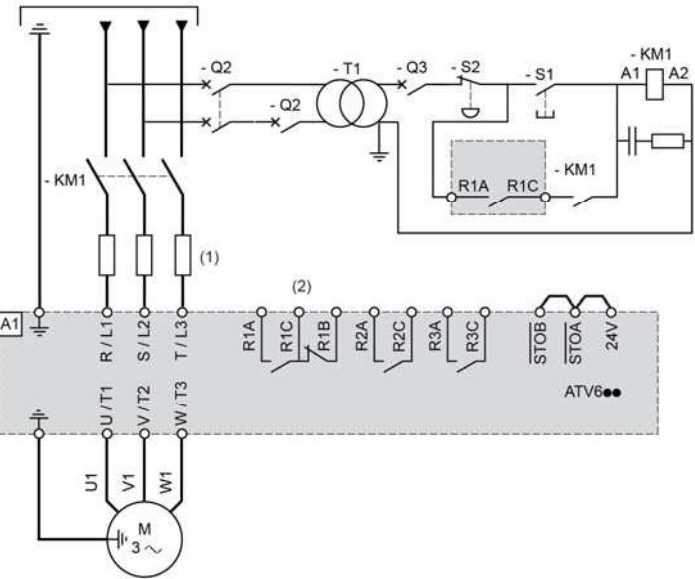 - Q2
- T1
- Q3
- S2
- S1
- KM1
A1
A2
- Q2
- KM1
R1A
R1C
- KM1
(1)
(2)
A1
R / L1
S / L2
T / L3
R1A
R1C
R1B
R2A
R2C
R3A
R3C
STOB
STOA
24V
ATV6●●
U / T1
V / T2
W / T3
U1
V1
W1
M
3 ~